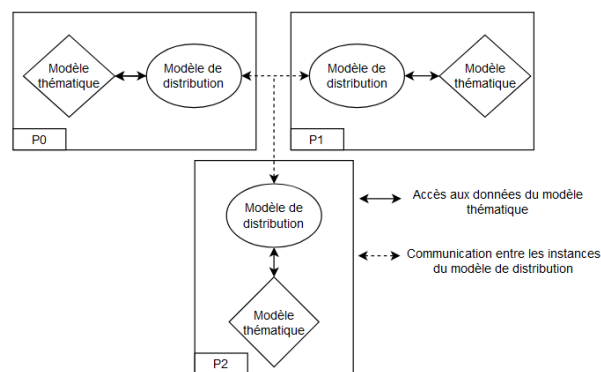 Modèle
thématique
Modèle de
distribution
P0
Modèle de
distribution
Modèle
thématique
P1
Modèle de
distribution
Modèle
thématique
P2
Accès aux données du modèle
thématique
Communication entre les instances
du modèle de distribution